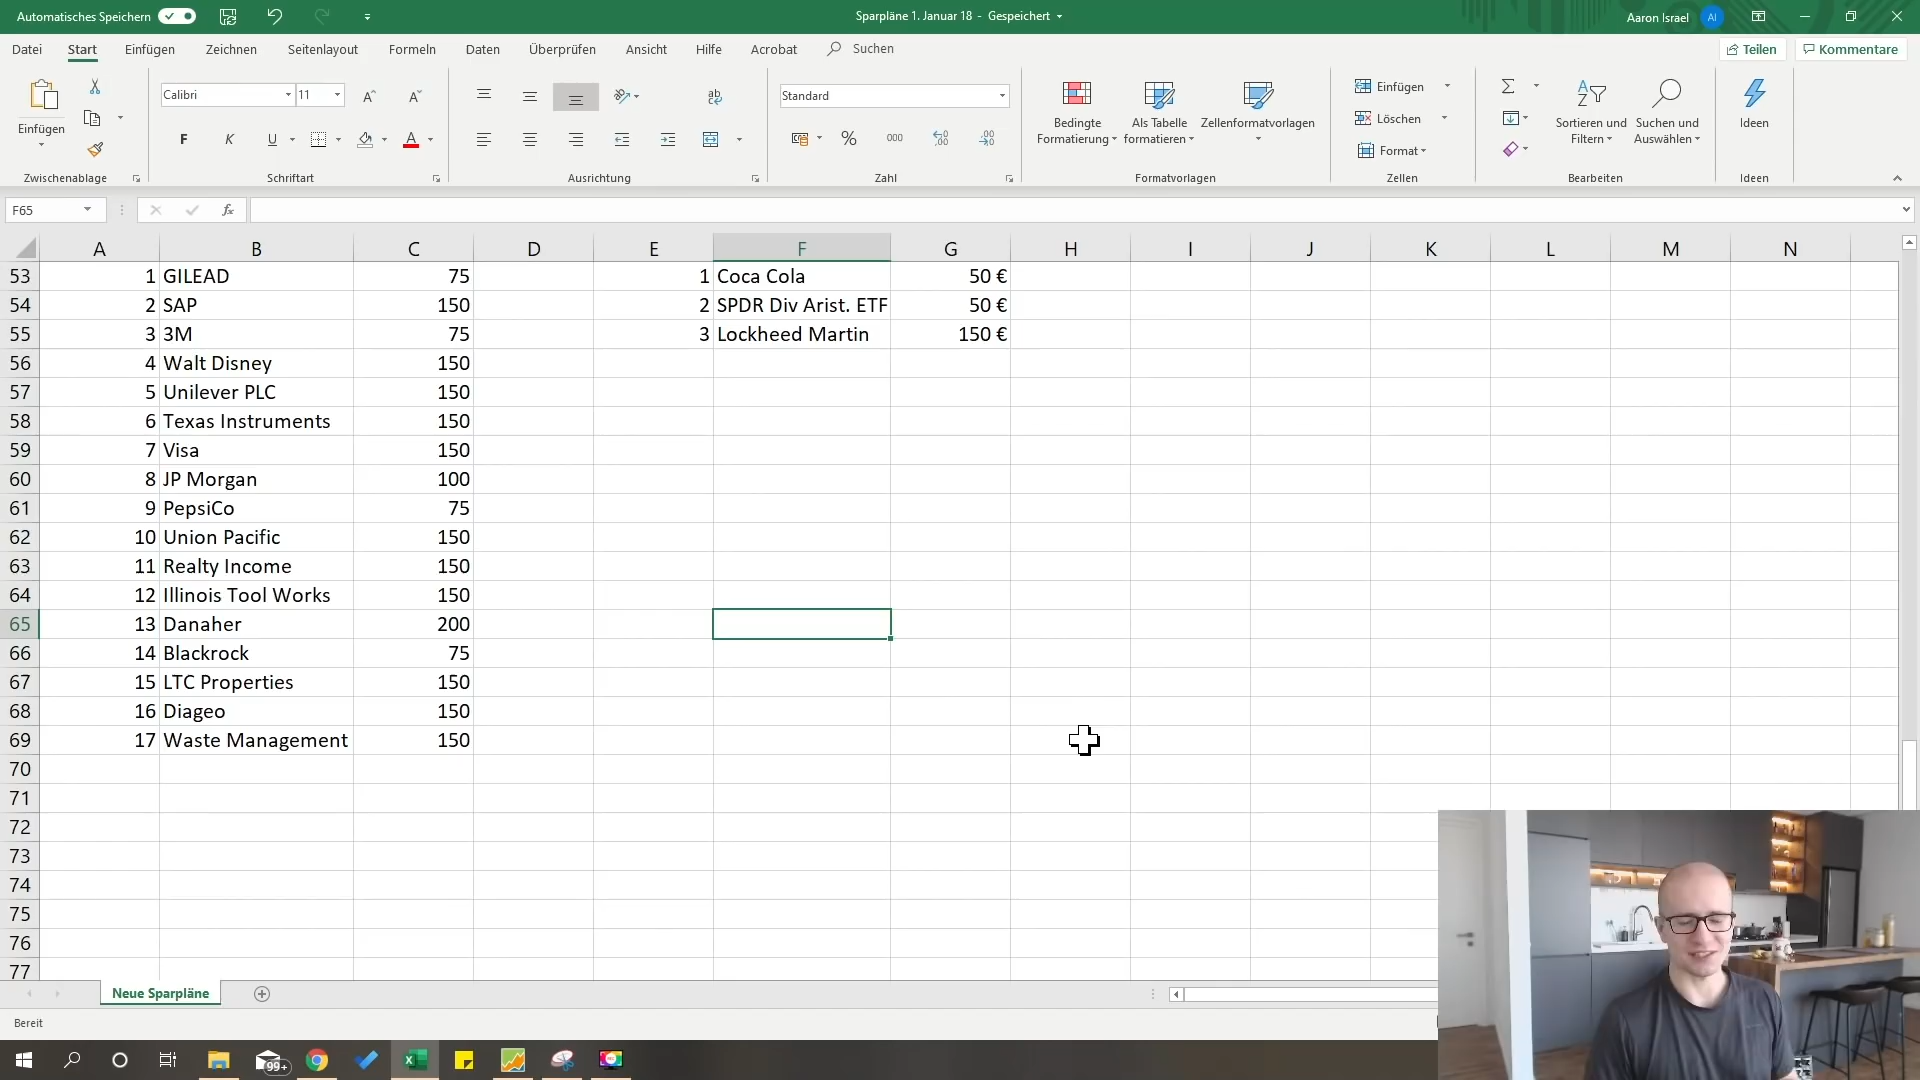 Automatisches Speichern
Sparpläne 1. Januar 18 - Gespeichert
Aaron Israel AI
Datei Start Einfügen Zeichnen Seitenlayout Formeln Daten Überprüfen Ansicht Hilfe Acrobat Suchen Teilen Kommentare
Einfügen
Zwischenablage
Calibri 11
F K U A
Schriftart
Ausrichtung
Standard
% 000
Zahl
Bedingte Formatierung
Als Tabelle formatieren
Zellenformatvorlagen
Formatvorlagen
Einfügen
Löschen
Format
Zellen
Sortieren und Filtern
Suchen und Auswählen
Bearbeiten
Ideen
Ideen
F65 fx
A B C D E F G H I J K L M N
53 1 GILEAD 75 1 Coca Cola 50 €
54 2 SAP 150 2 SPDR Div Arist. ETF 50 €
55 3 3M 75 3 Lockheed Martin 150 €
56 4 Walt Disney 150
57 5 Unilever PLC 150
58 6 Texas Instruments 150
59 7 Visa 150
60 8 JP Morgan 100
61 9 PepsiCo 75
62 10 Union Pacific 150
63 11 Realty Income 150
64 12 Illinois Tool Works 150
65 13 Danaher 200
66 14 Blackrock 75
67 15 LTC Properties 150
68 16 Diageo 150
69 17 Waste Management 150
70
71
72
73
74
75
76
77
Neue Sparpläne
Bereit
99+